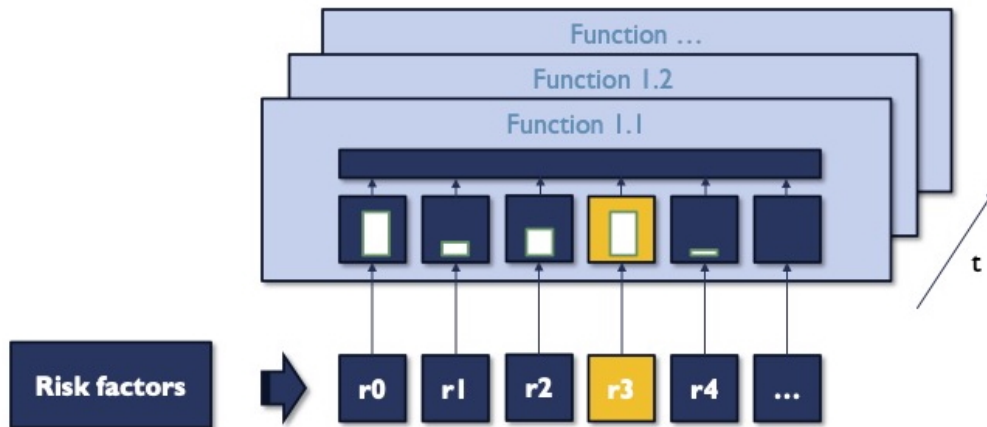 Function ...
Function 1.2
Function 1.1
t
Risk factors
r0
r1
r2
r3
r4
...